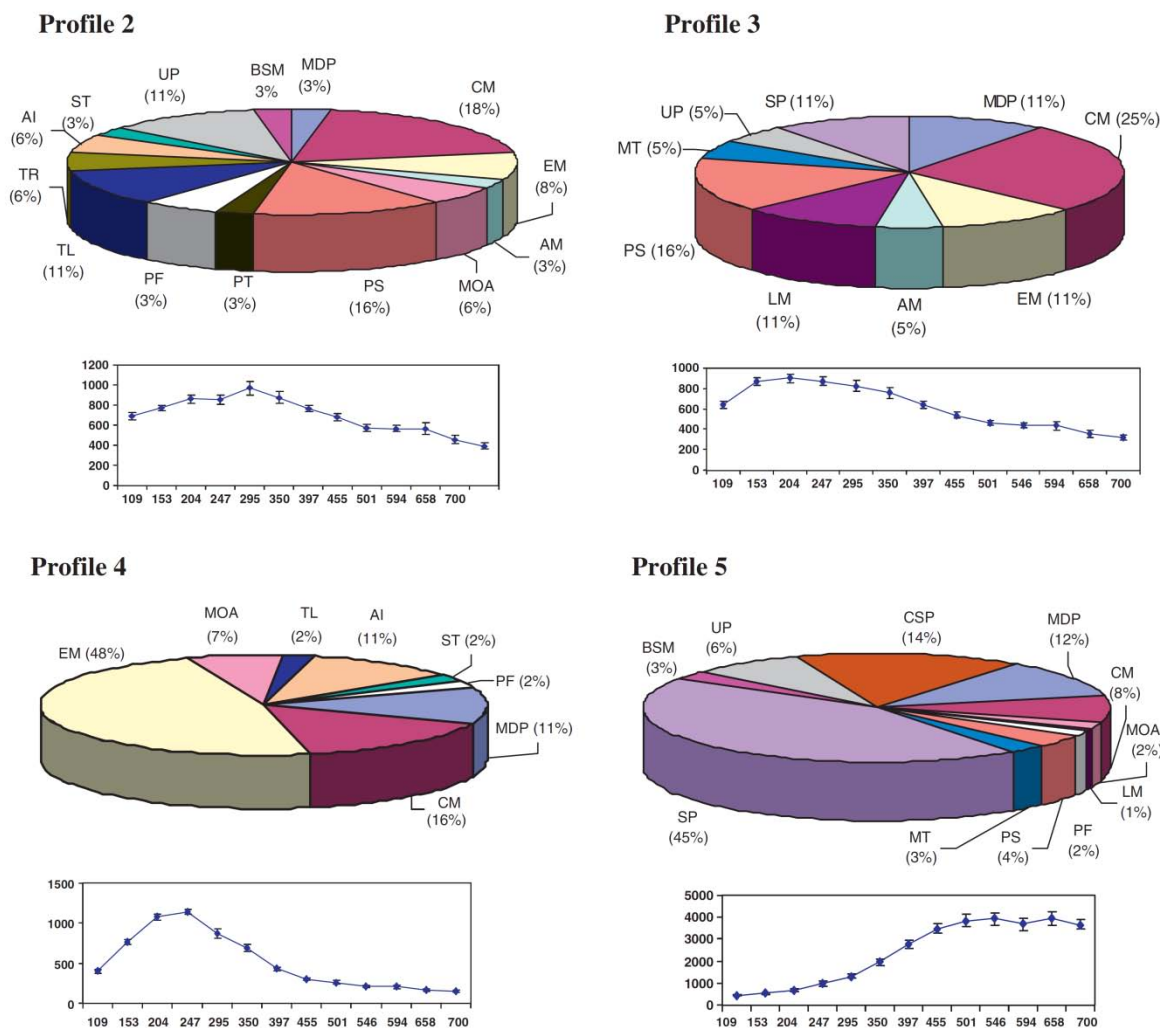 Profile 2
BSM
3%
MDP
(3%)
CM
(18%)
EM
(8%)
AM
(3%)
MOA
(6%)
PS
(16%)
PT
(3%)
PF
(3%)
TL
(11%)
TR
(6%)
AI
(6%)
ST
(3%)
UP
(11%)
1200
1000
800
600
400
200
0
109 153 204 247 295 350 397 455 501 594 658 700
Profile 3
SP (11%)
MDP (11%)
CM (25%)
EM (11%)
AM
(5%)
LM
(11%)
PS (16%)
MT (5%)
UP (5%)
1000
800
600
400
200
0
109 153 204 247 295 350 397 455 501 546 594 658 700
Profile 4
EM (48%)
MOA
(7%)
TL
(2%)
AI
(11%)
ST (2%)
PF (2%)
MDP (11%)
CM
(16%)
1500
1000
500
0
109 153 204 247 295 350 397 455 501 546 594 658 700
Profile 5
BSM
(3%)
UP
(6%)
CSP
(14%)
MDP
(12%)
CM
(8%)
MOA
(2%)
LM
(1%)
PF
(2%)
PS
(4%)
MT
(3%)
SP
(45%)
5000
4000
3000
2000
1000
0
109 153 204 247 295 350 397 455 501 546 594 658 700